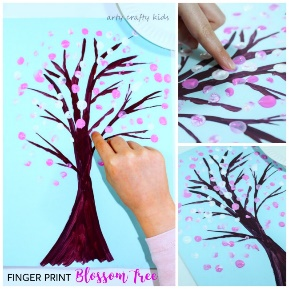 arty crafty kids
FINGER PRINT Blossom Tree